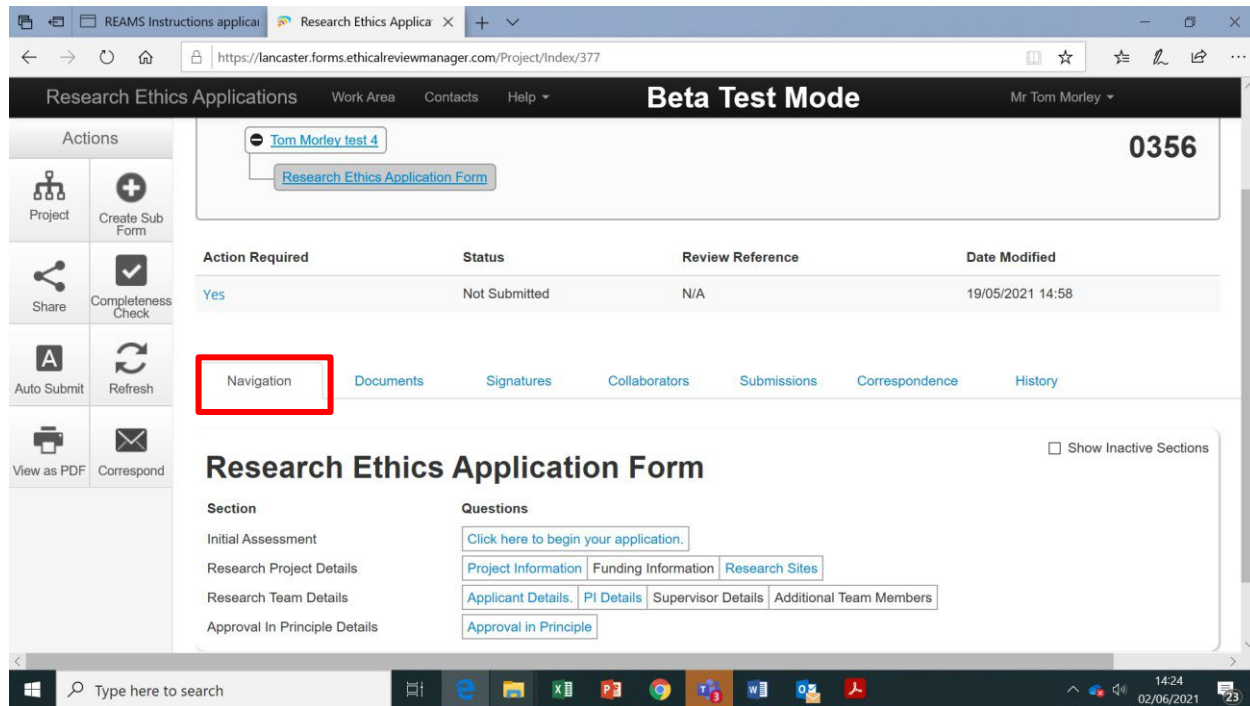 REAMS Instructions applicar
Research Ethics Applica
https://lancaster.forms.ethicalreviewmanager.com/Project/Index/377
Research Ethics Applications Work Area Contacts Help Beta Test Mode Mr Tom Morley
Actions
Project
Create Sub Form
Share
Completeness Check
Auto Submit
Refresh
View as PDF
Correspond
Tom Morley test 4
0356
Research Ethics Application Form
Action Required Status Review Reference Date Modified
Yes Not Submitted N/A 19/05/2021 14:58
Navigation Documents Signatures Collaborators Submissions Correspondence History
Show Inactive Sections
Research Ethics Application Form
Section Questions
Initial Assessment Click here to begin your application.
Research Project Details Project Information Funding Information Research Sites
Research Team Details Applicant Details. PI Details Supervisor Details Additional Team Members
Approval In Principle Details Approval in Principle
Type here to search
14:24
02/06/2021
23